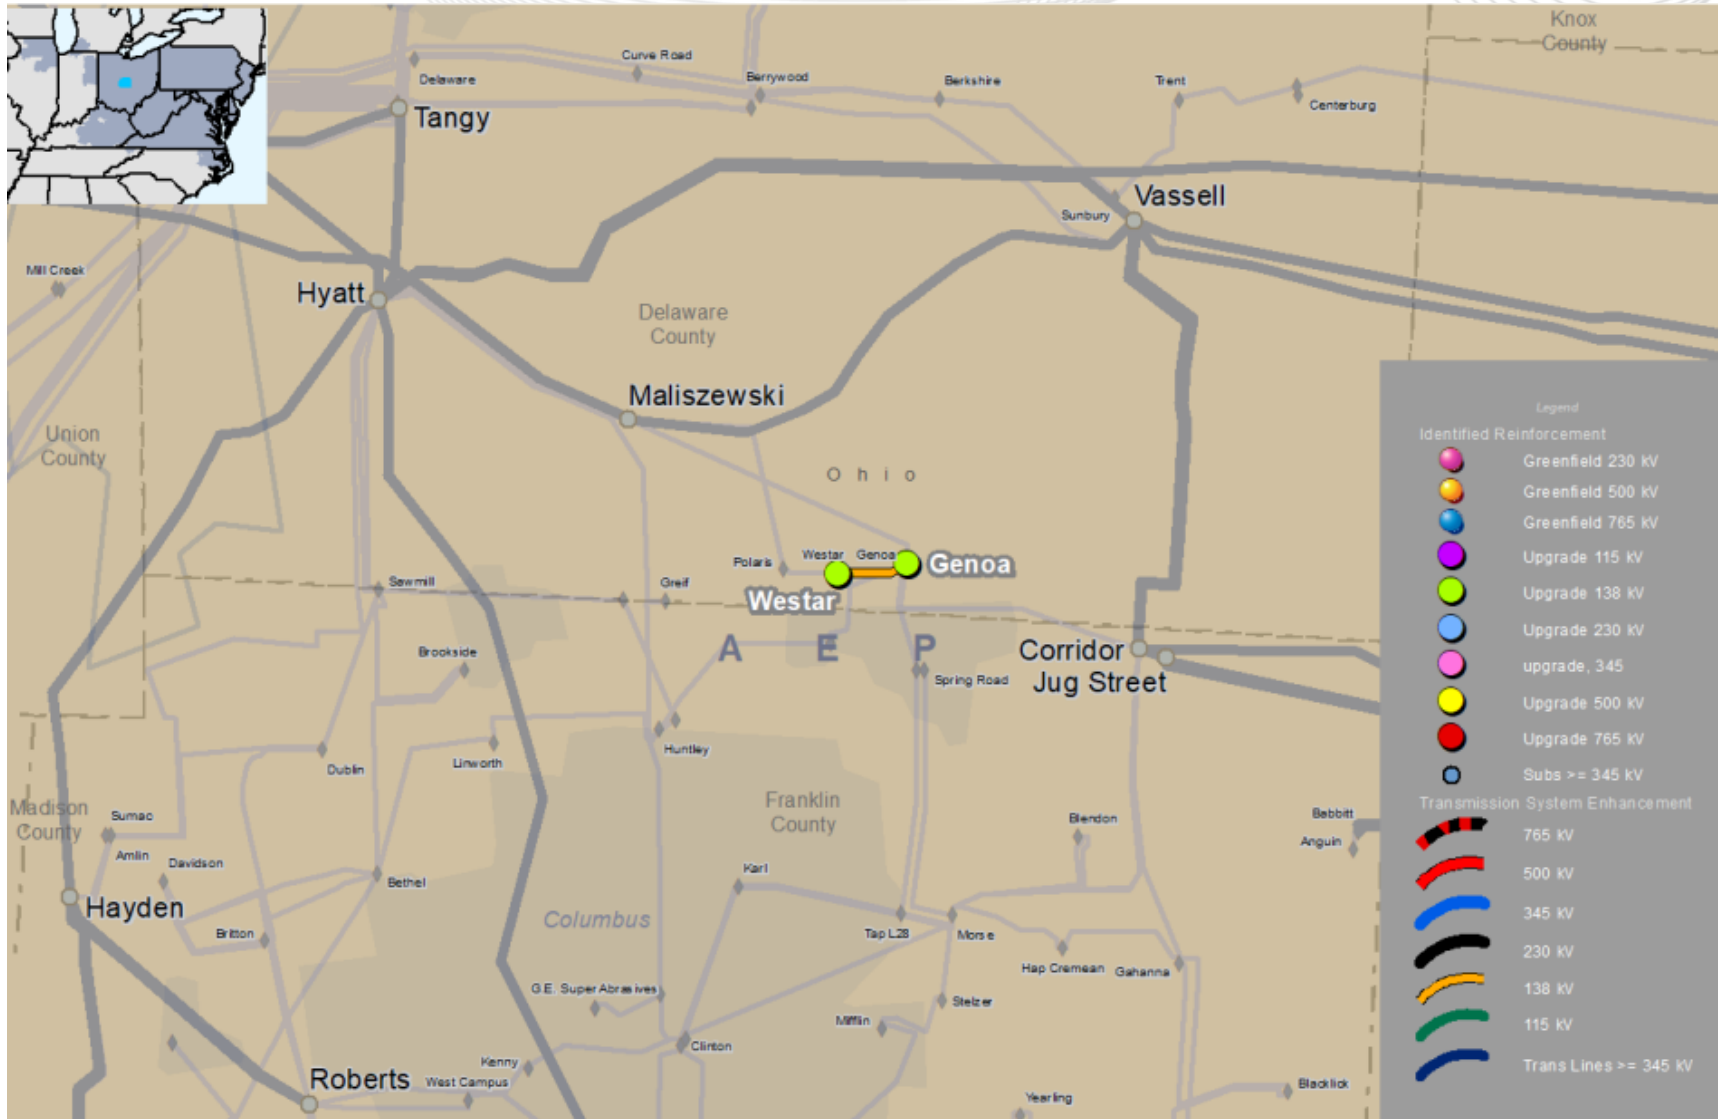 Knox
County
Curve Road
Delaware
Berrywood
Berkshire
Trent
Centerburg
Tangy
Vassell
Sunbury
Mill Creek
Hyatt
Delaware
County
Maliszewski
Union
County
Ohio
Polaris
Westar
Genoa
Genoa
Westar
Sawmill
Greif
A E P
Brookside
Corridor
Jug Street
Spring Road
Huntley
Linworth
Dublin
Madison
County
Sumac
Amlin
Davidson
Franklin
County
Blendon
Babbitt
Anguin
Karl
Bethel
Hayden
Columbus
Britton
Tap L28
Morse
Hap Cremean
Gahanna
G.E. Super Abrasives
Stelzer
Mifflin
Clinton
Kenny
Roberts
West Campus
Blacklick
Yearling
Legend
Identified Reinforcement
Greenfield 230 kV
Greenfield 500 kV
Greenfield 765 kV
Upgrade 115 kV
Upgrade 138 kV
Upgrade 230 kV
upgrade, 345
Upgrade 500 kV
Upgrade 765 kV
Subs >= 345 kV
Transmission System Enhancement
765 kV
500 kV
345 kV
230 kV
138 kV
115 kV
Trans Lines >= 345 kV